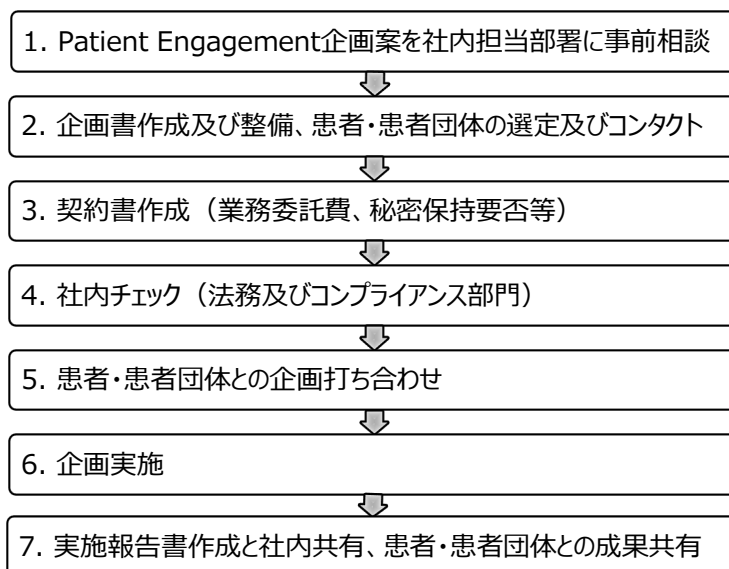 1. Patient Engagement企画案を社内担当部署に事前相談
2. 企画書作成及び整備、患者・患者団体の選定及びコンタクト
3. 契約書作成（業務委託費、秘密保持要否等）
4. 社内チェック（法務及びコンプライアンス部門）
5. 患者・患者団体との企画打ち合わせ
6. 企画実施
7. 実施報告書作成と社内共有、患者・患者団体との成果共有